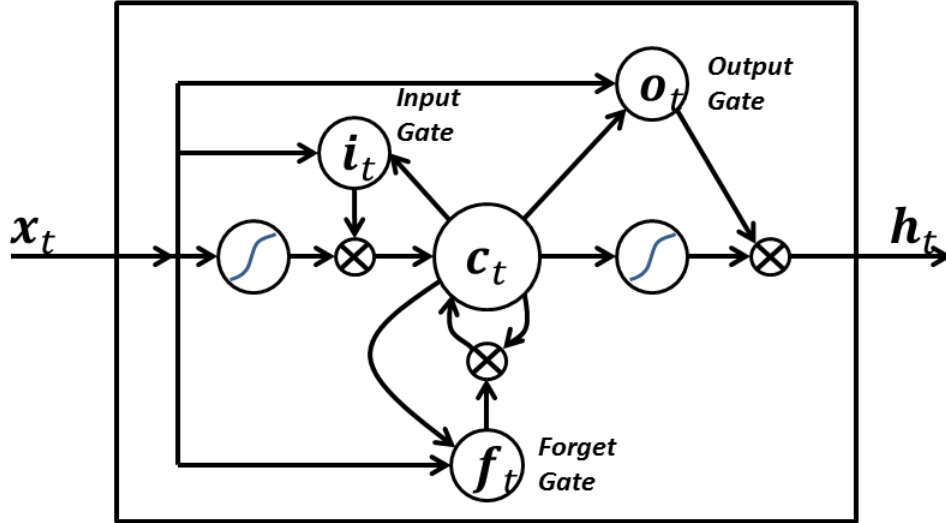 Output
Gate
o_t
Input
Gate
i_t
x_t
c_t
h_t
f_t
Forget
Gate